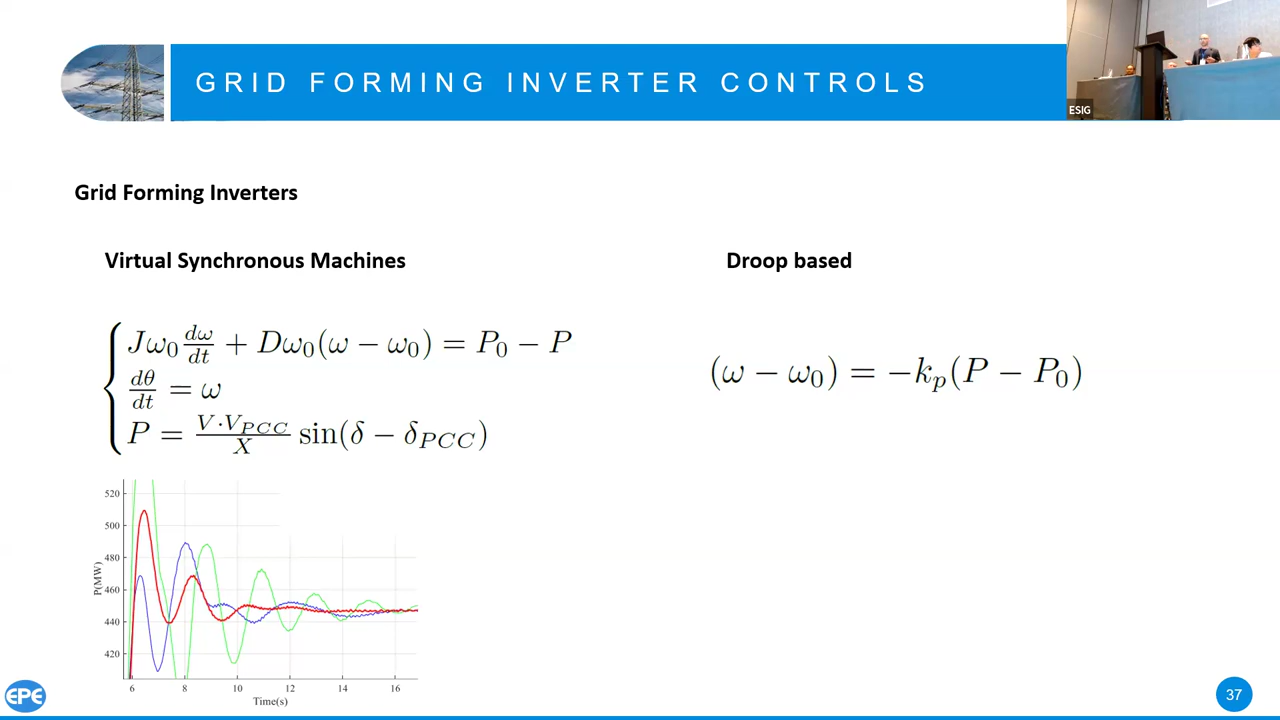 GRID FORMING INVERTER CONTROLS
ESIG
Grid Forming Inverters
Virtual Synchronous Machines
Jω₀ dω/dt + Dω₀(ω − ω₀) = P₀ − P
dθ/dt = ω
P = V·V_PCC/X sin(δ − δ_PCC)
Droop based
(ω − ω₀) = −kₚ(P − P₀)
P(MW)
520
500
480
460
440
420
6 8 10 12 14 16
Time(s)
EPE
37